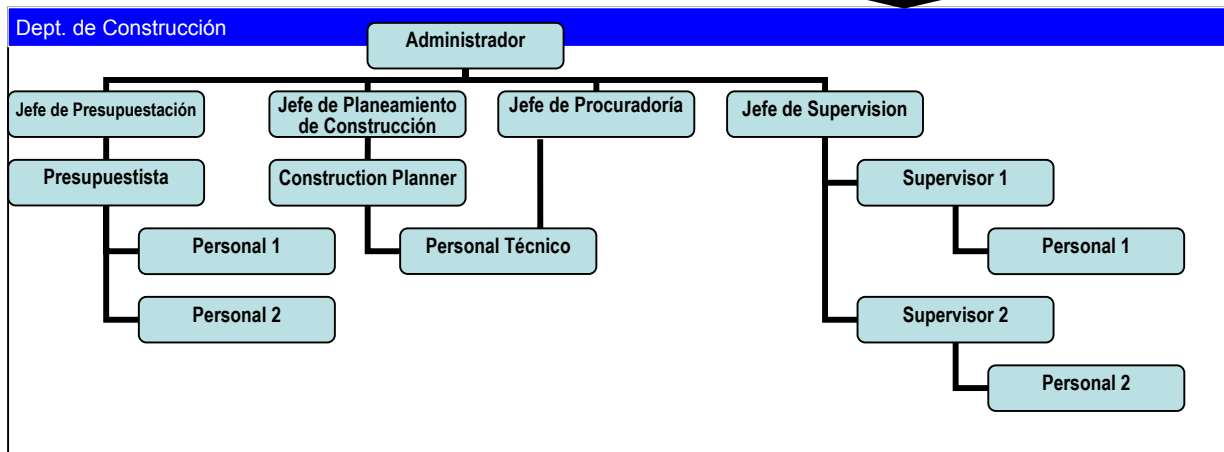 Dept. de Construcción
Administrador
Jefe de Presupuestación
Jefe de Planeamiento
de Construcción
Jefe de Procuradoría
Jefe de Supervision
Presupuestista
Construction Planner
Supervisor 1
Personal 1
Personal Técnico
Personal 1
Personal 2
Supervisor 2
Personal 2